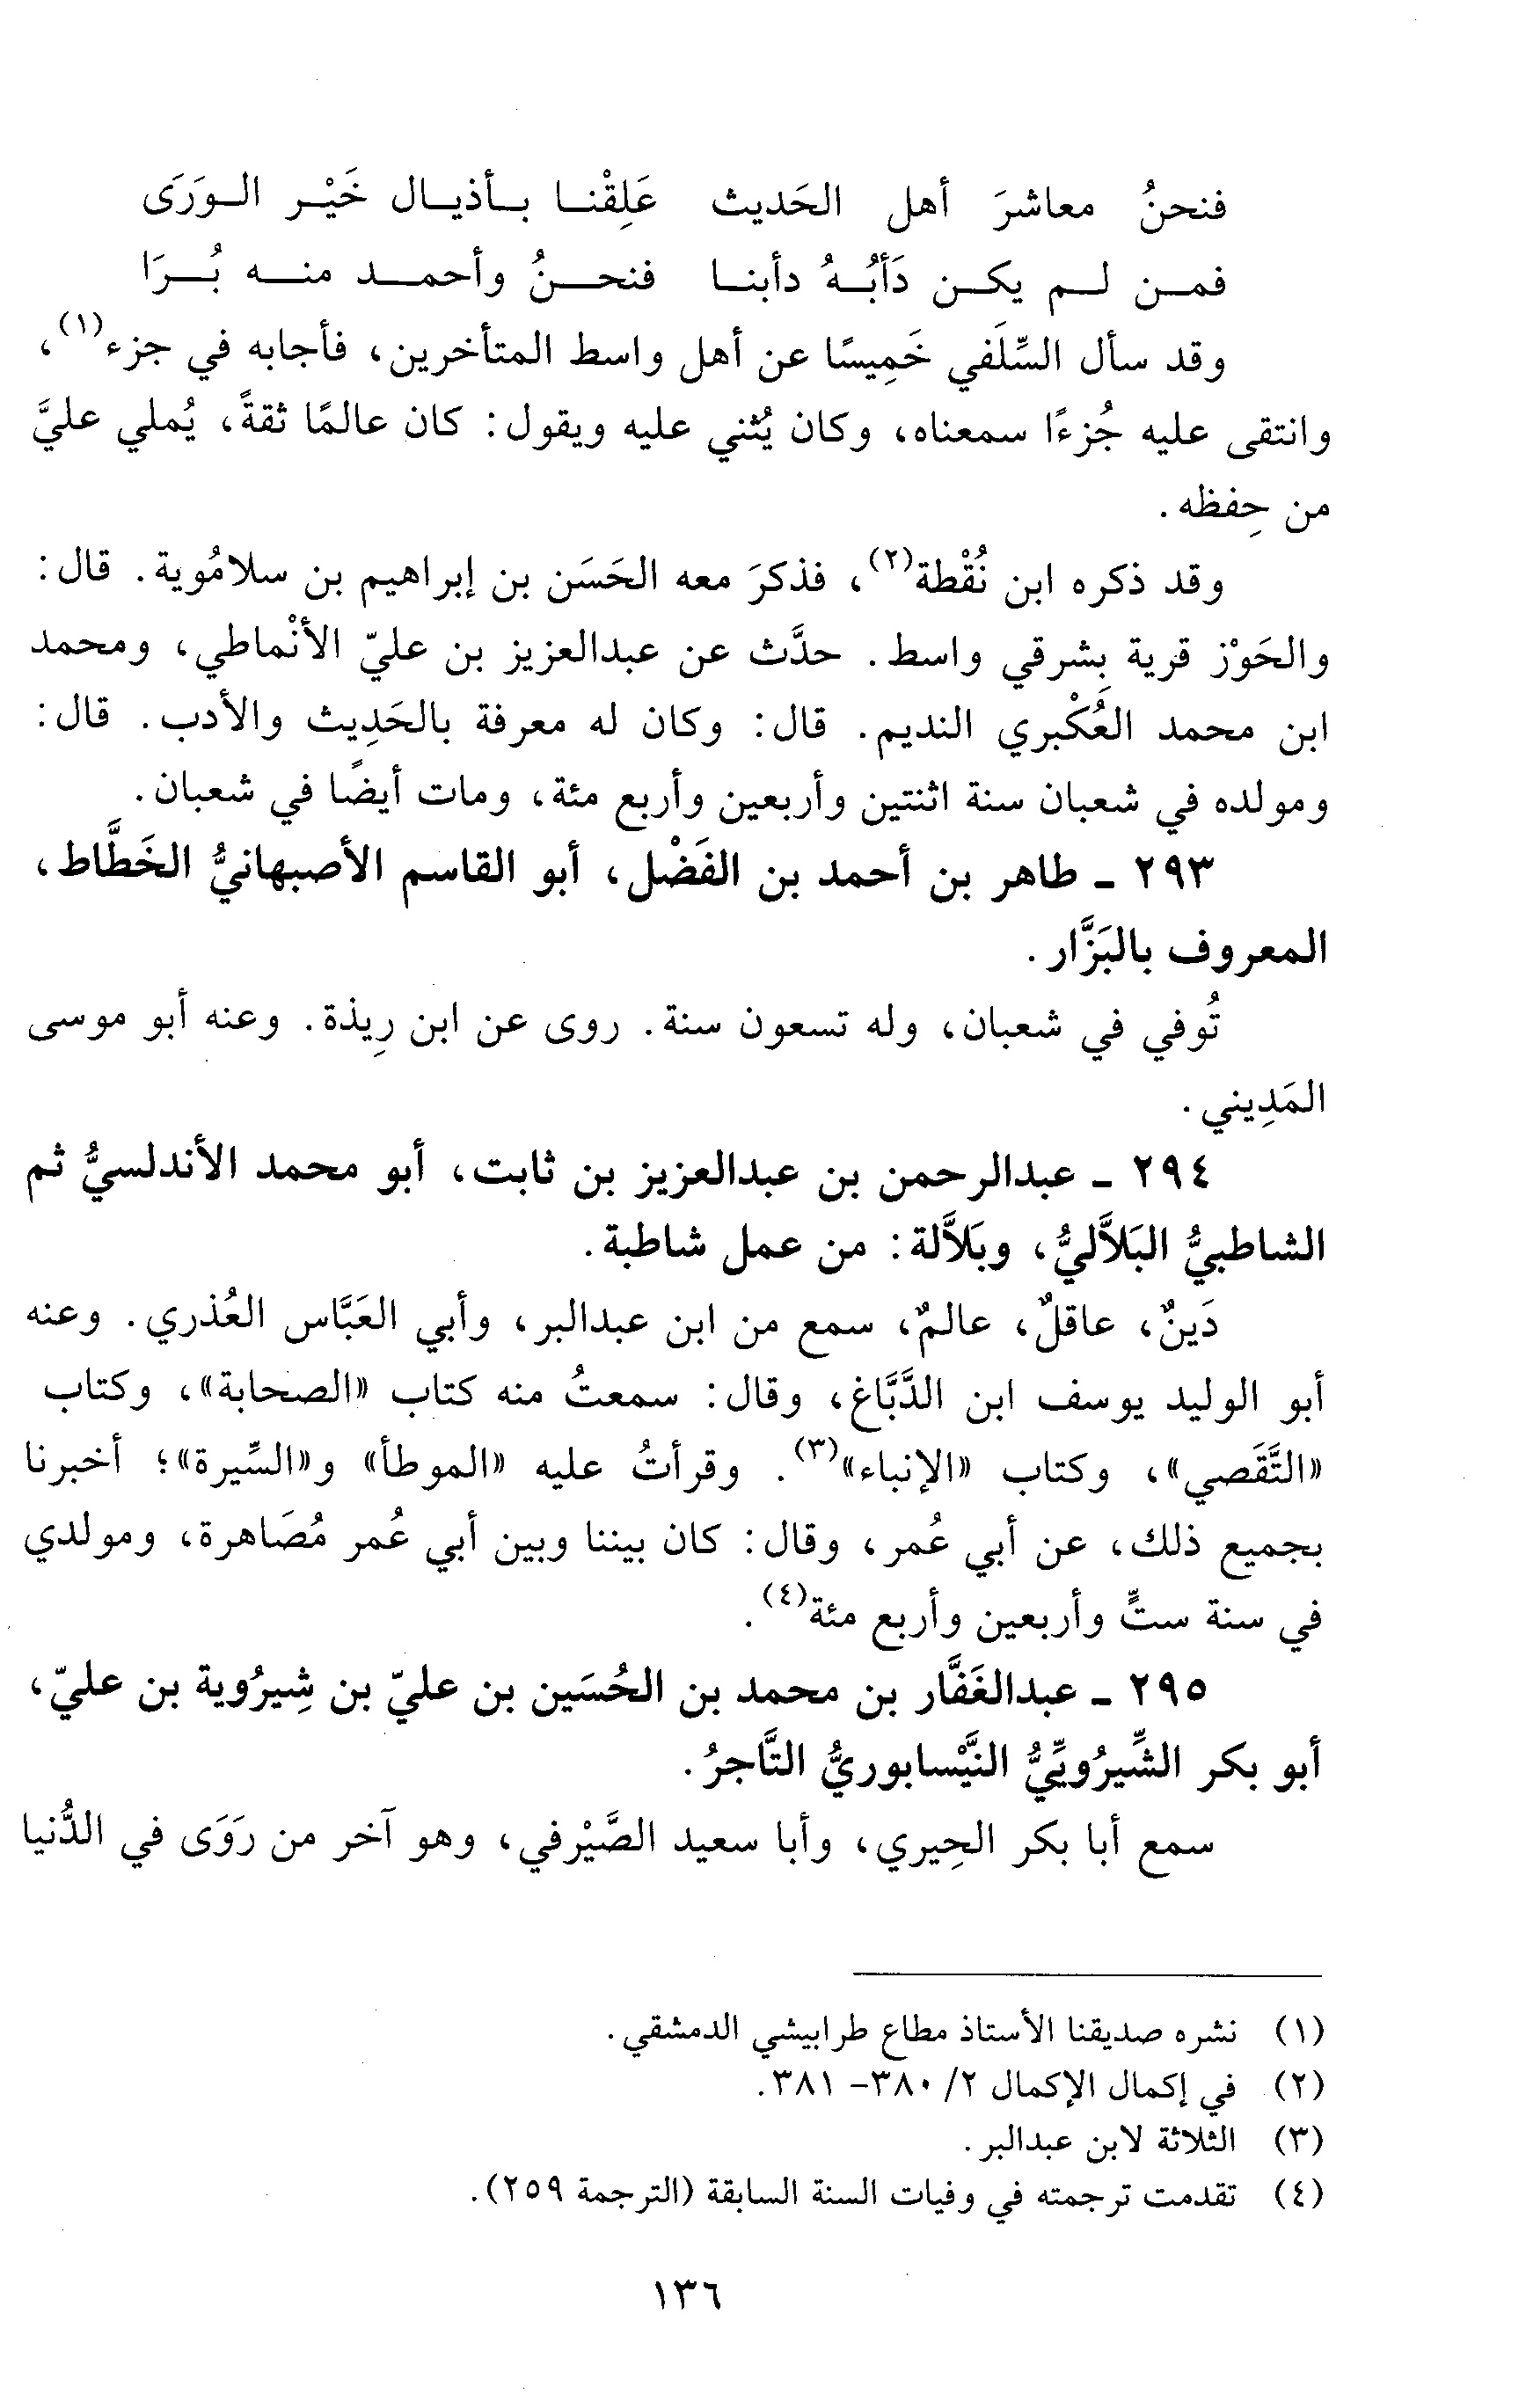 فنحنُ معاشرَ أهل الحَديث عَلِقْنا بأذيال خَيْر الوَرَى
فمن لم يكن دَأبُهُ دأبنا فنحنُ وأحمد منه بُرَا
وقد سأل السِّلَفي خَمِيسًا عن أهل واسط المتأخرين، فأجابه في جزء(١)،
وانتقى عليه جُزءًا سمعناه، وكان يُثني عليه ويقول: كان عالمًا ثقةً، يُملي عليَّ
من حِفظه.
وقد ذكره ابن نُقْطة(٢)، فذكرَ معه الحَسَن بن إبراهيم بن سلامُوية. قال:
والحَوْز قرية بِشرقي واسط. حدَّث عن عبدالعزيز بن عليّ الأنْماطي، ومحمد
ابن محمد العُكْبَري النديم. قال: وكان له معرفة بالحَدِيث والأدب. قال:
ومولده في شعبان سنة اثنتين وأربعين وأربع مئة، ومات أيضًا في شعبان.
٢٩٣ - طاهر بن أحمد بن الفَضْل، أبو القاسم الأصبهانيُّ الخَطَّاط،
المعروف بالبَزَّار.
تُوفي في شعبان، وله تسعون سنة. روى عن ابن رِيذة. وعنه أبو موسى
المَدِيني.
٢٩٤ - عبدالرحمن بن عبدالعزيز بن ثابت، أبو محمد الأندلسيُّ ثم
الشاطبيُّ البَلاَّليُّ، وبَلاَّلة: من عمل شاطبة.
دَينٌ، عاقلٌ، عالمٌ، سمع من ابن عبدالبر، وأبي العَبَّاس العُذري. وعنه
أبو الوليد يوسف ابن الدَّبَّاغ، وقال: سمعتُ منه كتاب «الصحابة»، وكتاب
«التَّقَصي»، وكتاب «الإنباء»(٣). وقرأتُ عليه «الموطأ» و«السِّيرة»؛ أخبرنا
بجميع ذلك، عن أبي عُمر، وقال: كان بيننا وبين أبي عُمر مُصَاهرة، ومولدي
في سنة ستٍّ وأربعين وأربع مئة(٤).
٢٩٥ - عبدالغَفَّار بن محمد بن الحُسَين بن عليّ بن شِيرُوية بن عليّ،
أبو بكر الشِّيرُوييُّ النَّيْسابوريُّ التَّاجرُ.
سمع أبا بكر الحِيري، وأبا سعيد الصَّيْرفي، وهو آخر من رَوَى في الدُّنيا
(١) نشره صديقنا الأستاذ مطاع طرابيشي الدمشقي.
(٢) في إكمال الإكمال ٢/ ٣٨٠- ٣٨١.
(٣) الثلاثة لابن عبدالبر.
(٤) تقدمت ترجمته في وفيات السنة السابقة (الترجمة ٢٥٩).
١٣٦